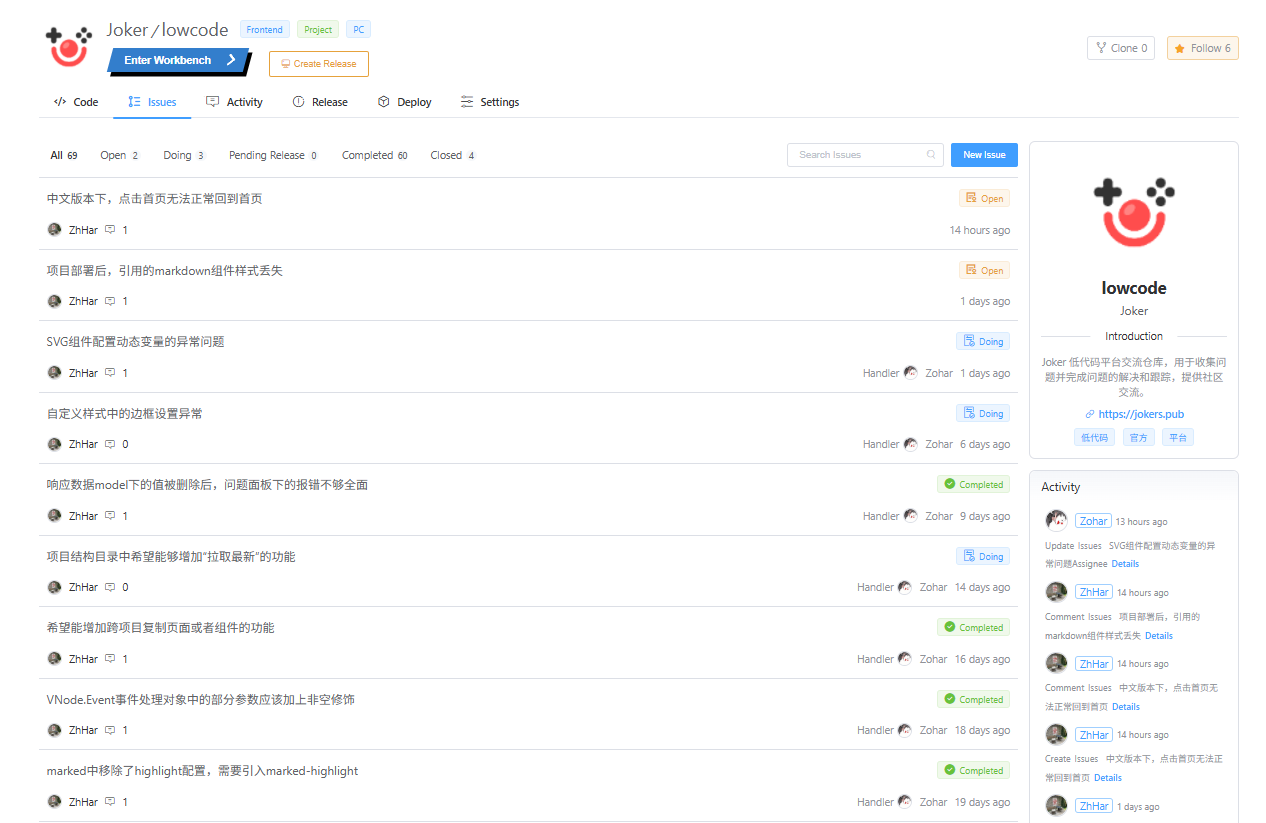 Joker / lowcode Frontend Project PC
Enter Workbench Create Release
Clone 0 Follow 6
Code Issues Activity Release Deploy Settings
All 69 Open 2 Doing 3 Pending Release 0 Completed 60 Closed 4
Search Issues New Issue
中文版本下，点击首页无法正常回到首页 Open
ZhHar 1 14 hours ago
项目部署后，引用的markdown组件样式丢失 Open
ZhHar 1 1 days ago
SVG组件配置动态变量的异常问题 Doing
ZhHar 1 Handler Zohar 1 days ago
自定义样式中的边框设置异常 Doing
ZhHar 0 Handler Zohar 6 days ago
响应数据model下的值被删除后，问题面板下的报错不够全面 Completed
ZhHar 1 Handler Zohar 9 days ago
项目结构目录中希望能够增加“拉取最新”的功能 Doing
ZhHar 0 Handler Zohar 14 days ago
希望能增加跨项目复制页面或者组件的功能 Completed
ZhHar 1 Handler Zohar 16 days ago
VNode.Event事件处理对象中的部分参数应该加上非空修饰 Completed
ZhHar 1 Handler Zohar 18 days ago
marked中移除了highlight配置，需要引入marked-highlight Completed
ZhHar 1 Handler Zohar 19 days ago
lowcode
Joker
Introduction
Joker 低代码平台交流仓库，用于收集问
题并完成问题的解决和跟踪，提供社区
交流。
https://jokers.pub
低代码 官方 平台
Activity
Zohar 13 hours ago
Update Issues SVG组件配置动态变量的异
常问题Assignee Details
ZhHar 14 hours ago
Comment Issues 项目部署后，引用的
markdown组件样式丢失 Details
ZhHar 14 hours ago
Comment Issues 中文版本下，点击首页无
法正常回到首页 Details
ZhHar 14 hours ago
Create Issues 中文版本下，点击首页无法正常
回到首页 Details
ZhHar 1 days ago